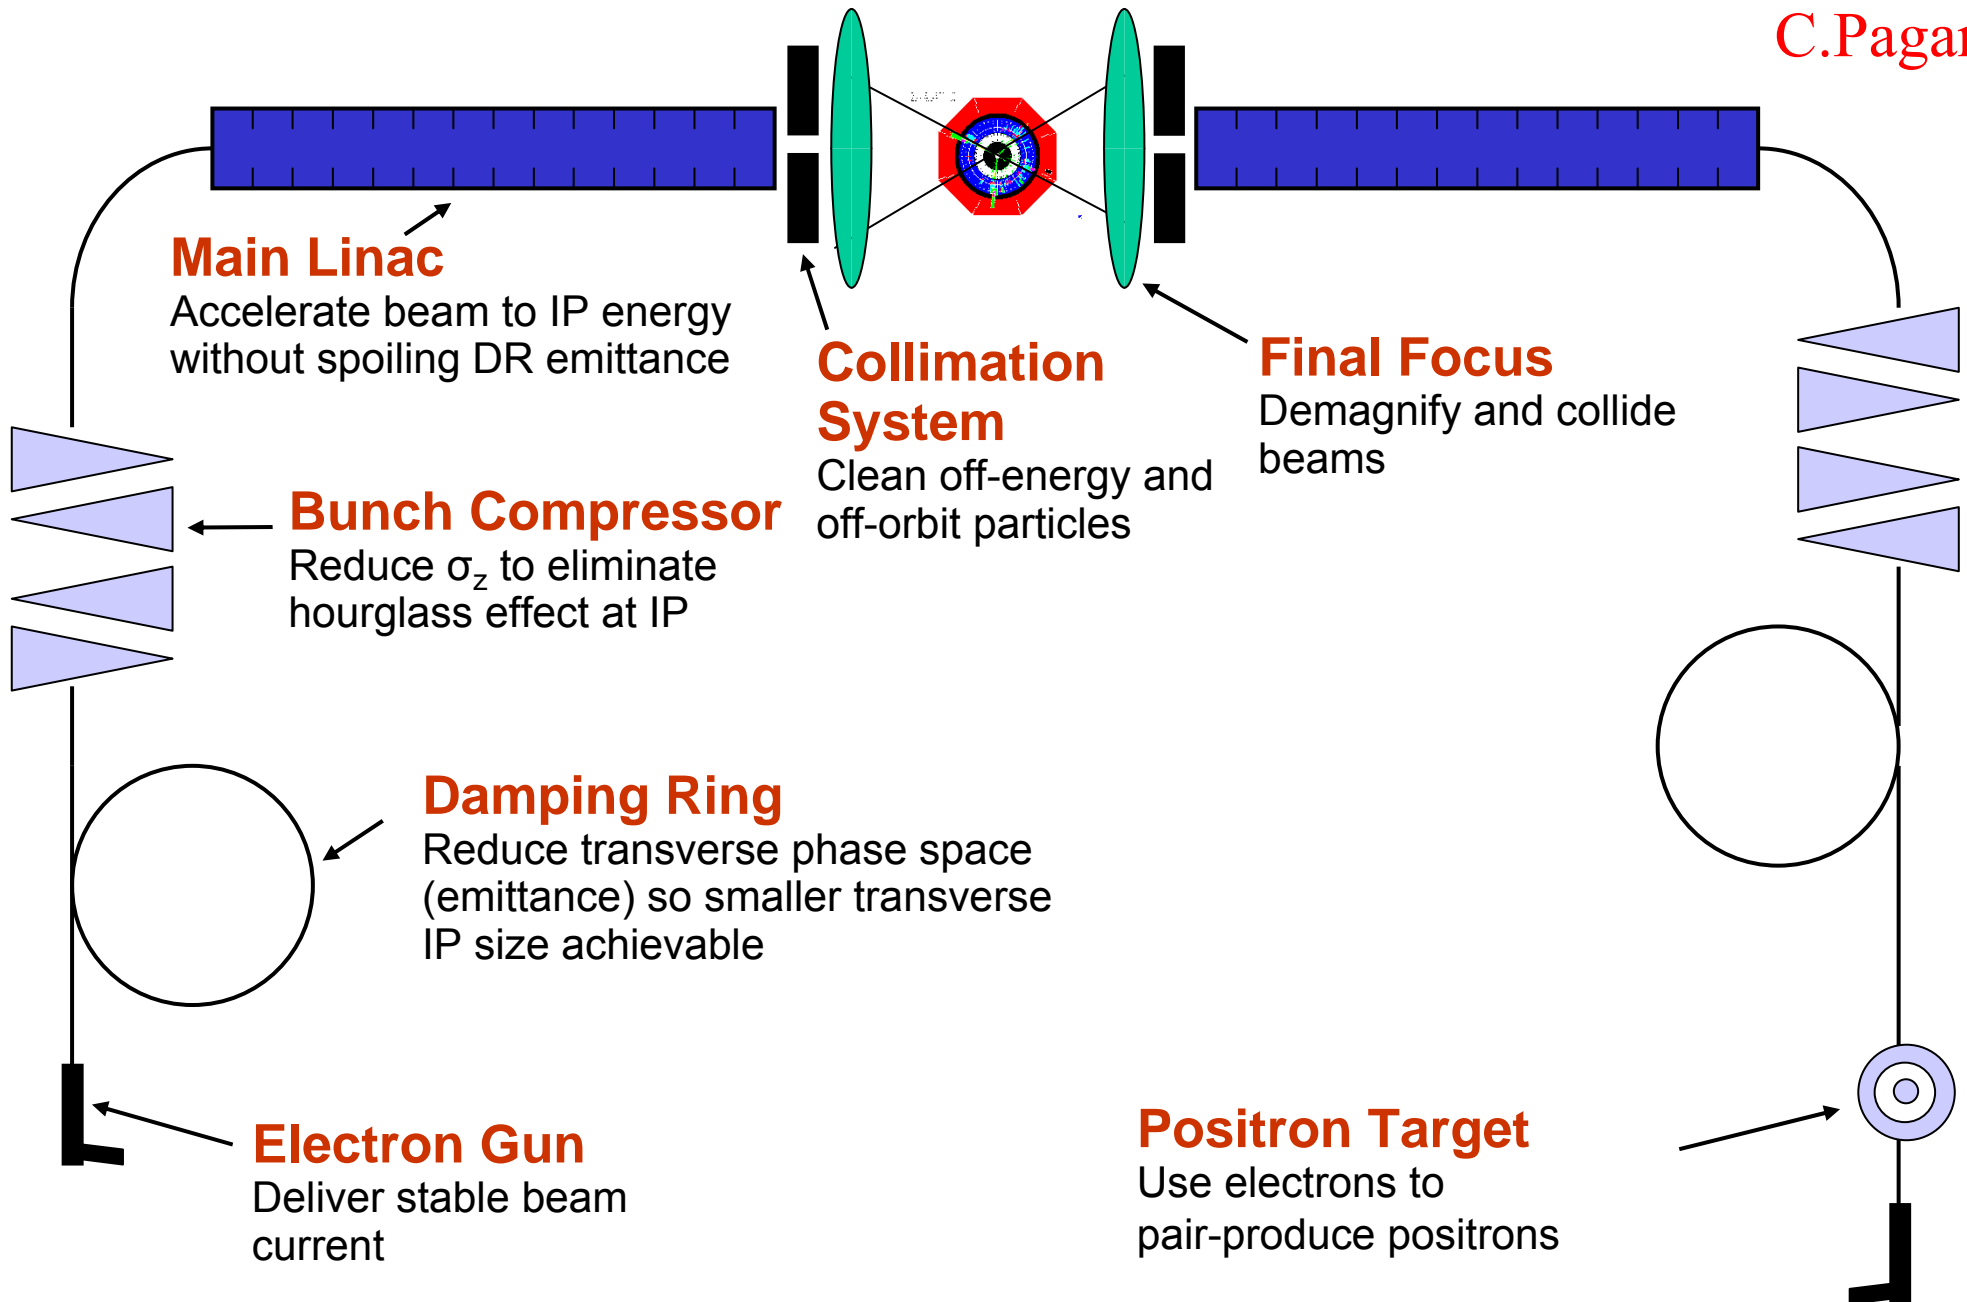 C.Pagan
Main Linac
Accelerate beam to IP energy
without spoiling DR emittance
Collimation
System
Clean off-energy and
off-orbit particles
Final Focus
Demagnify and collide
beams
Bunch Compressor
Reduce σz to eliminate
hourglass effect at IP
Damping Ring
Reduce transverse phase space
(emittance) so smaller transverse
IP size achievable
Electron Gun
Deliver stable beam
current
Positron Target
Use electrons to
pair-produce positrons